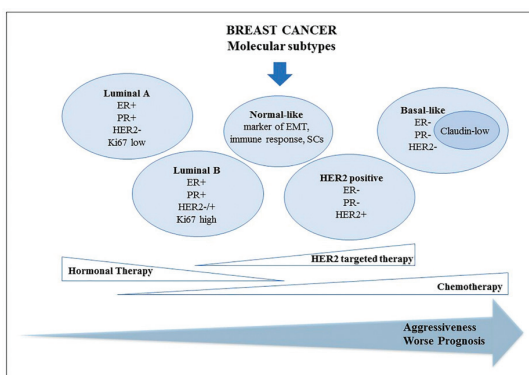 BREAST CANCER
Molecular subtypes
Luminal A
ER+
PR+
HER2-
Ki67 low
Normal-like
marker of EMT,
immune response, SCs
Basal-like
ER-
PR-
HER2-
Claudin-low
Luminal B
ER+
PR+
HER2-/+
Ki67 high
HER2 positive
ER-
PR-
HER2+
HER2 targeted therapy
Hormonal Therapy
Chemotherapy
Aggressiveness
Worse Prognosis